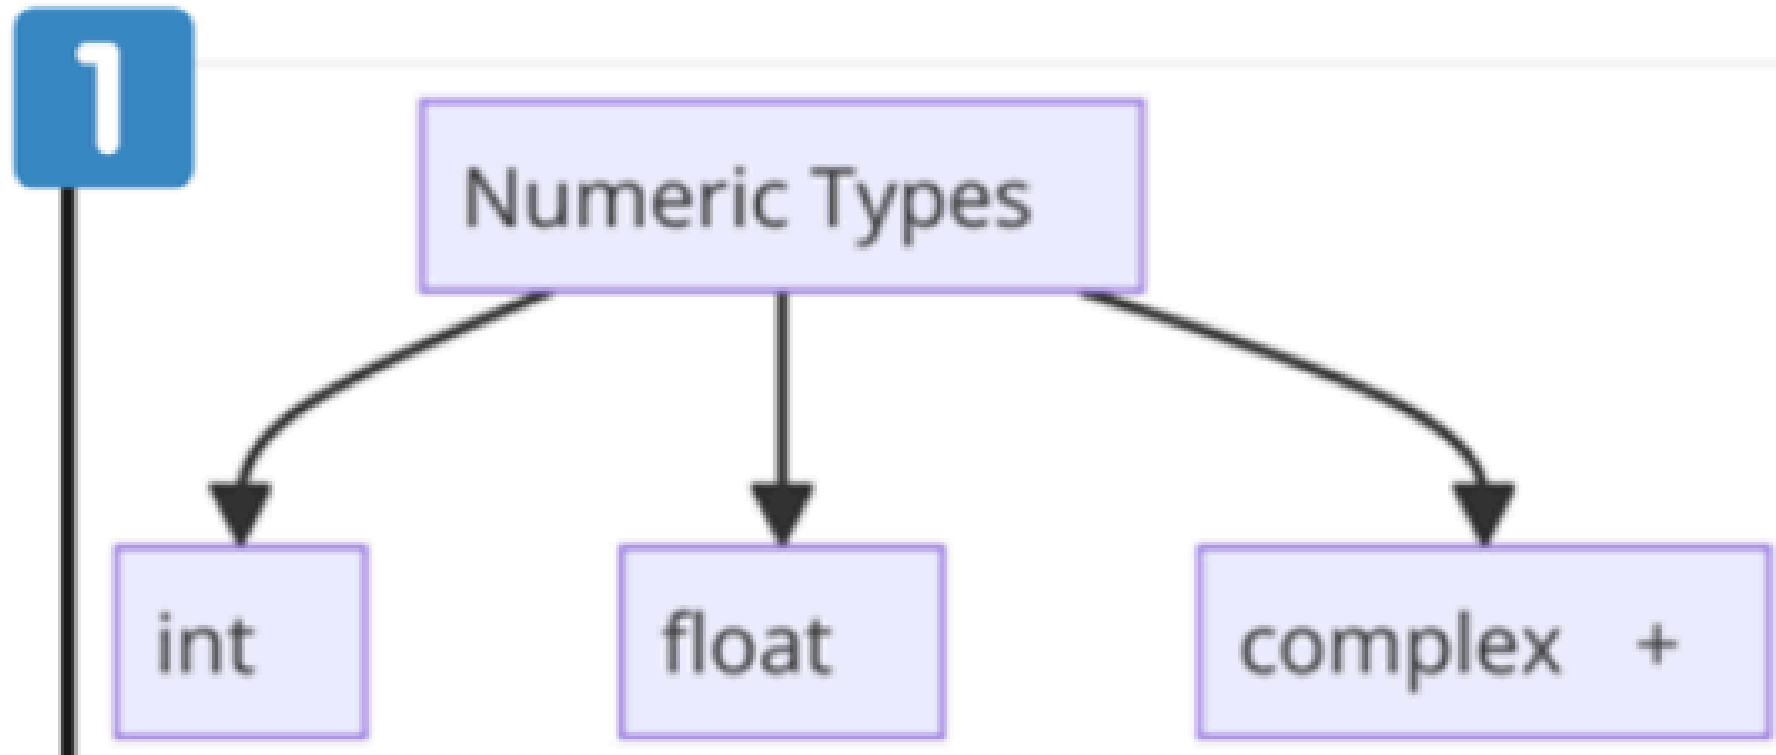 1
Numeric Types
int
float
complex +